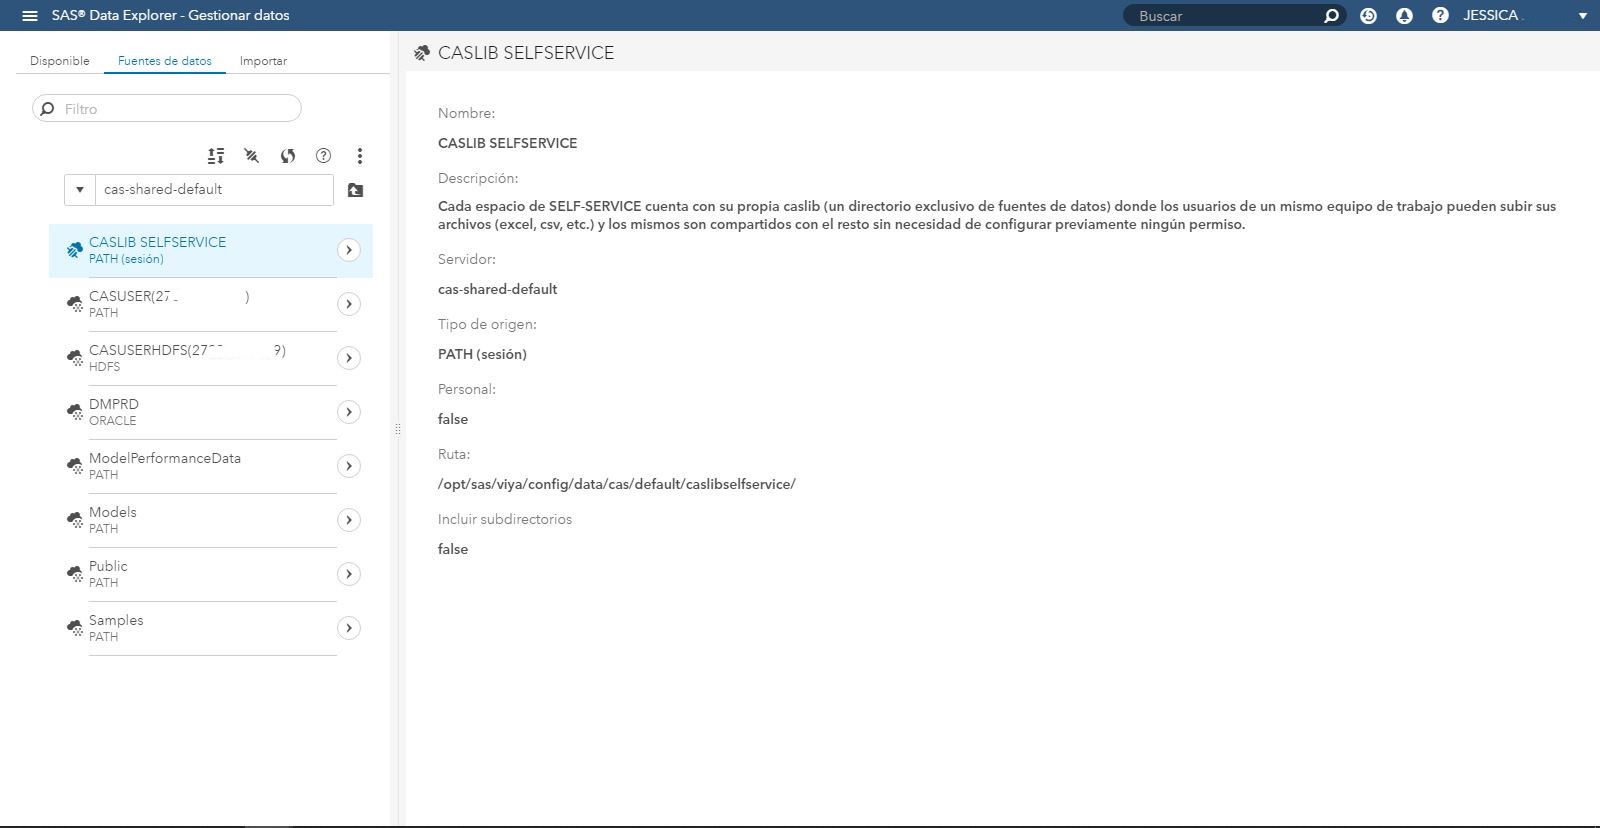 SAS® Data Explorer - Gestionar datos
Buscar
JESSICA
Disponible
Fuentes de datos
Importar
Filtro
cas-shared-default
CASLIB SELFSERVICE
PATH (sesión)
CASUSER(27 )
PATH
CASUSERHDFS(27 9)
HDFS
DMPRD
ORACLE
ModelPerformanceData
PATH
Models
PATH
Public
PATH
Samples
PATH
CASLIB SELFSERVICE
Nombre:
CASLIB SELFSERVICE
Descripción:
Cada espacio de SELF-SERVICE cuenta con su propia caslib (un directorio exclusivo de fuentes de datos) donde los usuarios de un mismo equipo de trabajo pueden subir sus
archivos (excel, csv, etc.) y los mismos son compartidos con el resto sin necesidad de configurar previamente ningún permiso.
Servidor:
cas-shared-default
Tipo de origen:
PATH (sesión)
Personal:
false
Ruta:
/opt/sas/viya/config/data/cas/default/caslibselfservice/
Incluir subdirectorios
false